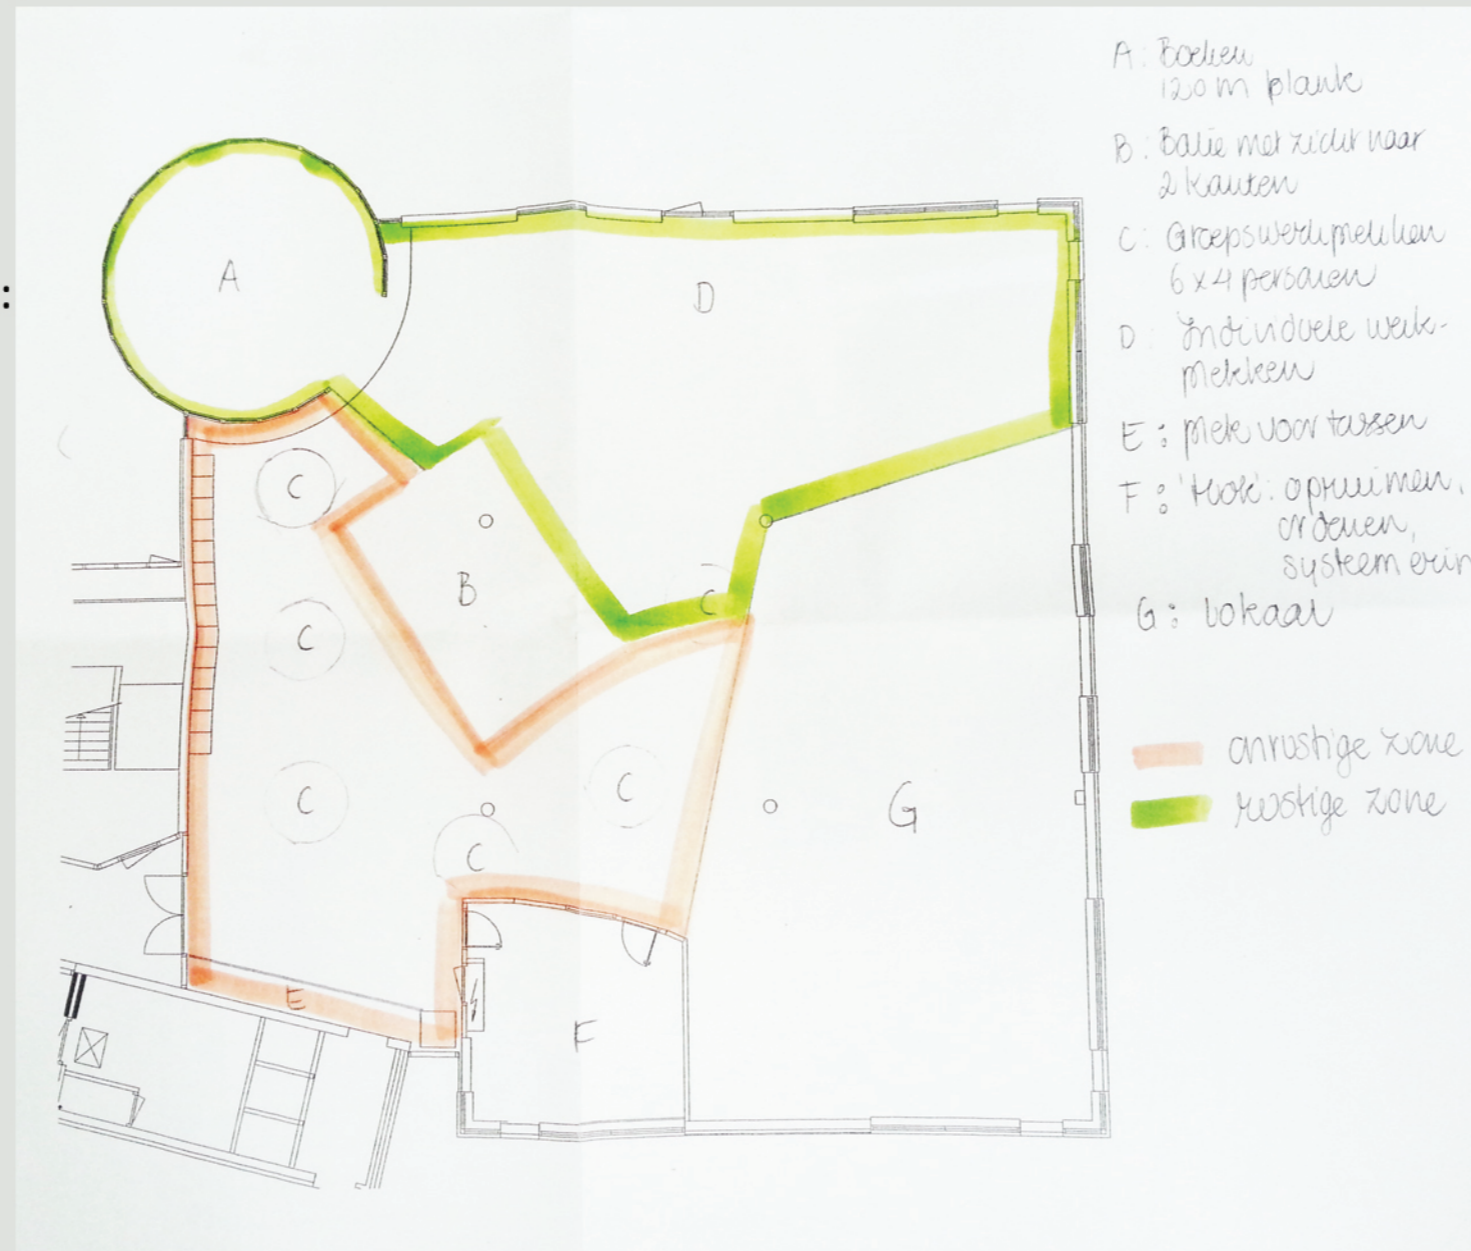 A
D
C
B
C
C
C
C
C
G
E
F
A: Boeken
120 m plank
B: Balie met zicht naar
2 kanten
C: Groepswerkplekken
6 x 4 personen
D: Individuele werk-
plekken
E: plek voor tassen
F: opruimen,
ordenen,
systeem erin
G: lokaal
onrustige zone
rustige zone